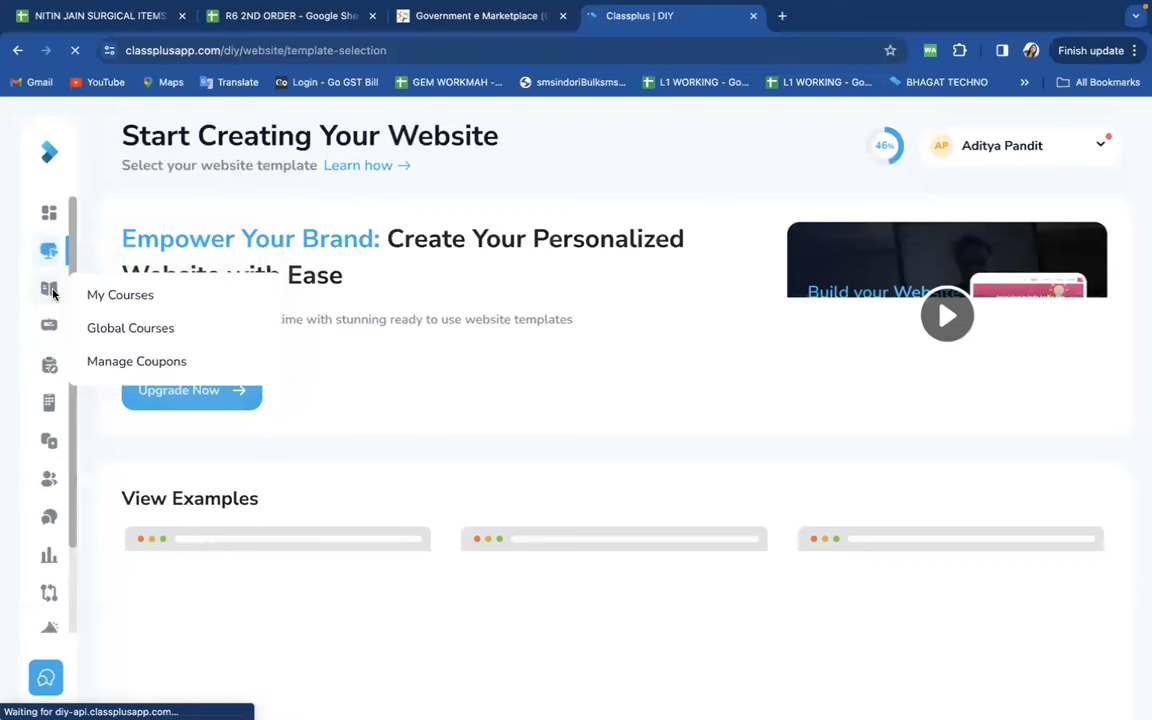 NITIN JAIN SURGICAL ITEMS
R6 2ND ORDER - Google She
Government e Marketplace (
Classplus | DIY
classplusapp.com/diy/website/template-selection
Finish update
Gmail
YouTube
Maps
Translate
Login - Go GST Bill
GEM WORKMAH -...
smsindoriBulksms...
L1 WORKING - Go...
L1 WORKING - Go...
BHAGAT TECHNO
All Bookmarks
Start Creating Your Website
Select your website template Learn how →
46%
AP Aditya Pandit
Empower Your Brand: Create Your Personalized
Website with Ease
ime with stunning ready to use website templates
Build your Website
My Courses
Global Courses
Manage Coupons
Upgrade Now →
View Examples
Waiting for diy-api.classplusapp.com...